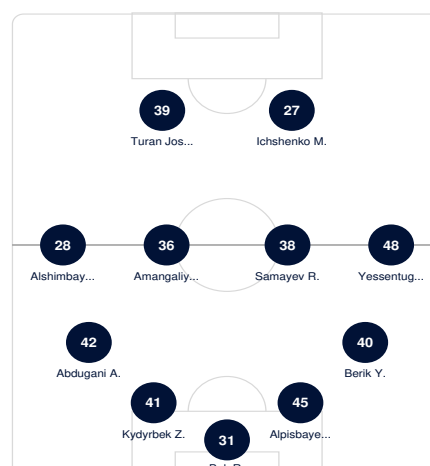 39 27
Turan Jos... Ichshenko M.
28 36 38 48
Alshimbay... Amangaliy... Samayev R. Yessentug...
42 40
Abdugani A. Berik Y.
41 45
Kydyrbek Z. Alpisbaye...
31